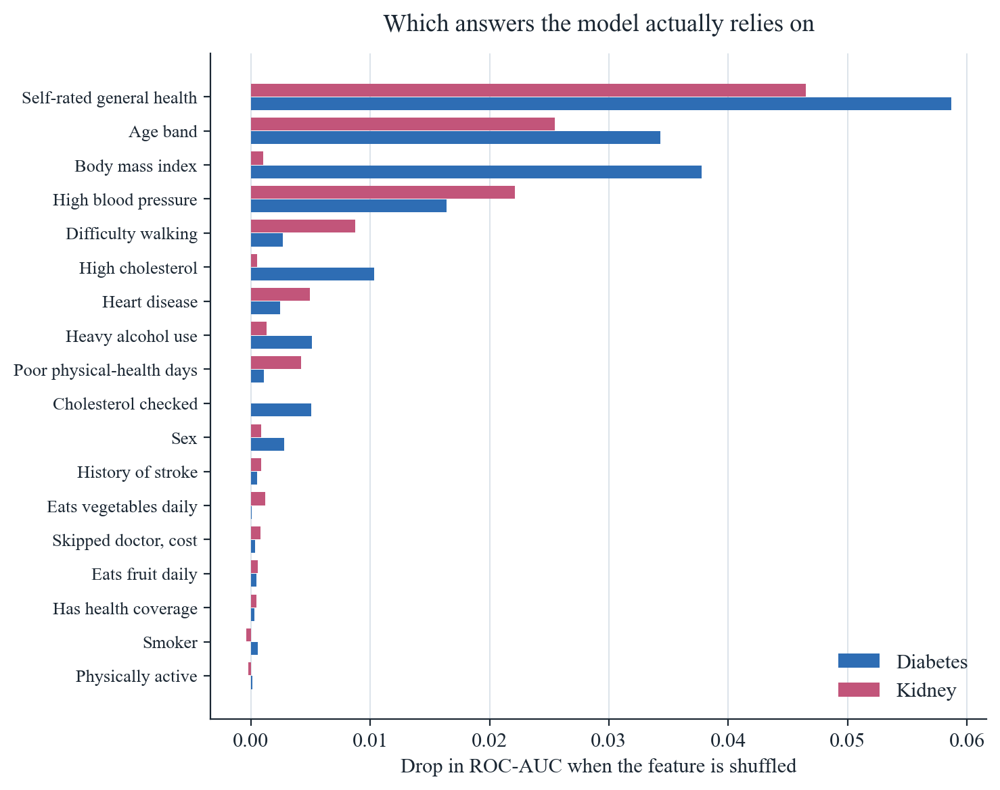 Which answers the model actually relies on
Self-rated general health
Age band
Body mass index
High blood pressure
Difficulty walking
High cholesterol
Heart disease
Heavy alcohol use
Poor physical-health days
Cholesterol checked
Sex
History of stroke
Eats vegetables daily
Skipped doctor, cost
Eats fruit daily
Has health coverage
Smoker
Physically active
Diabetes
Kidney
0.00 0.01 0.02 0.03 0.04 0.05 0.06
Drop in ROC-AUC when the feature is shuffled